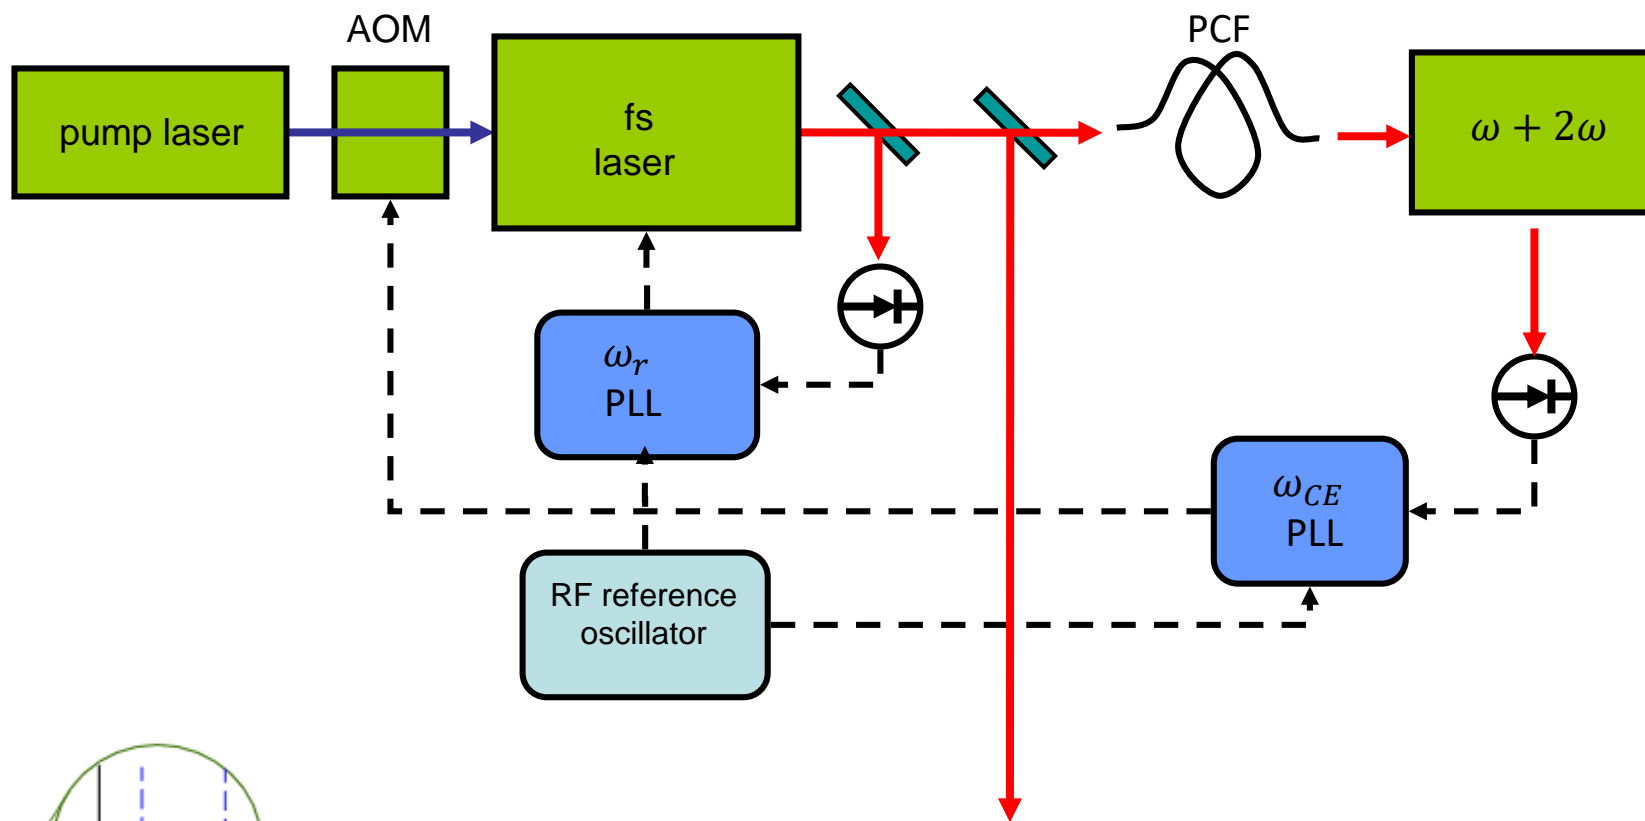 AOM
PCF
pump laser
fs
laser
ω + 2ω
ω_r
PLL
ω_CE
PLL
RF reference
oscillator